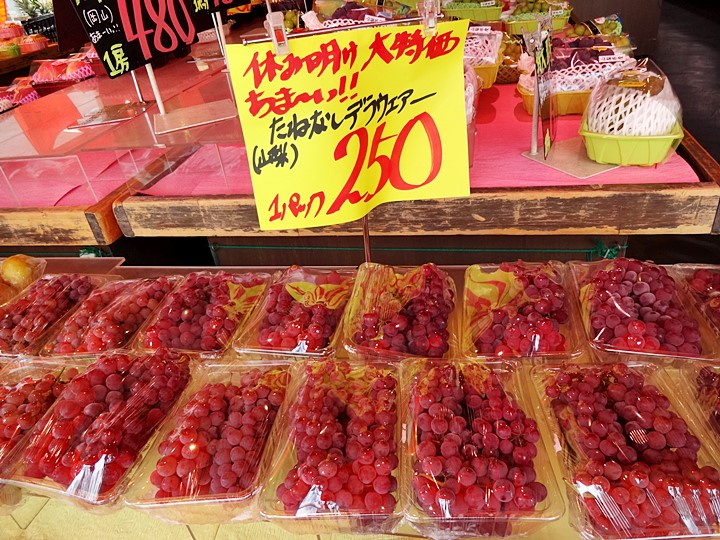 480
1房
(岡山)
休み明け 大特価
ちま〜い!!
たねなしデラウェアー
(山梨)
1パック 250